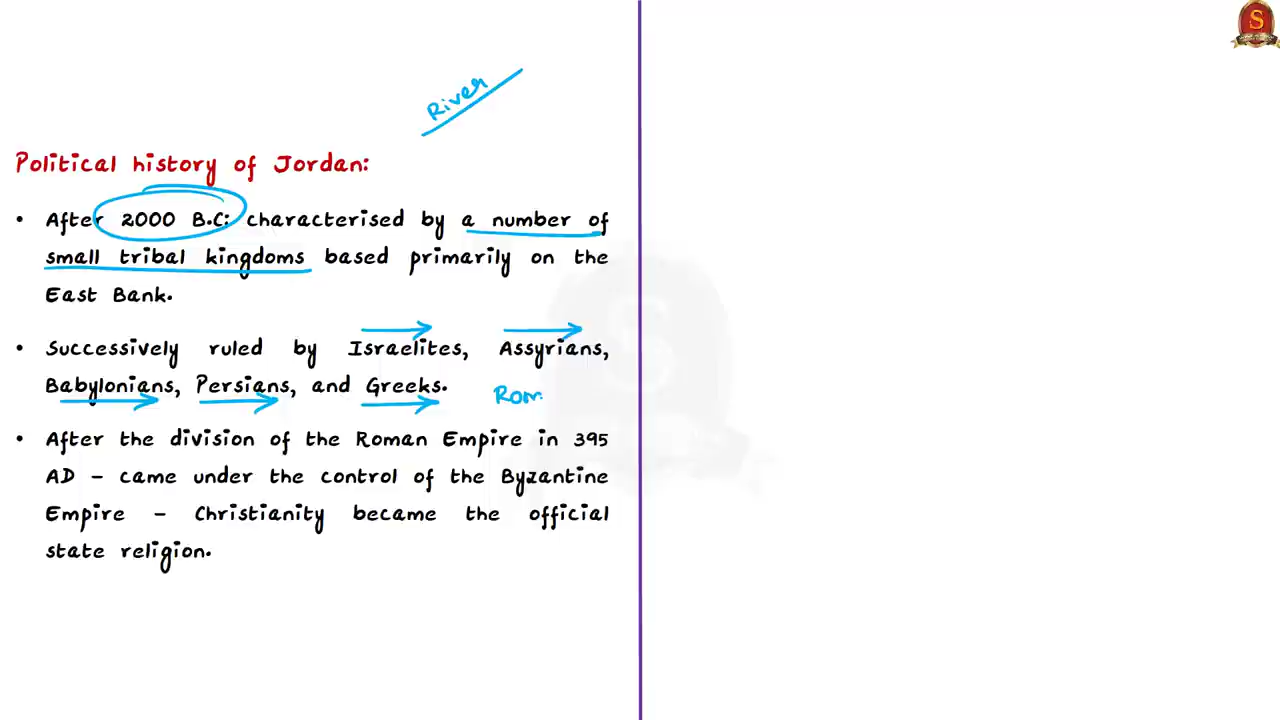 River
Political history of Jordan:
• After 2000 B.C: characterised by a number of
small tribal kingdoms based primarily on the
East Bank.
• Successively ruled by Israelites, Assyrians,
Babylonians, Persians, and Greeks.
Rom
• After the division of the Roman Empire in 395
AD – came under the control of the Byzantine
Empire – Christianity became the official
state religion.
S